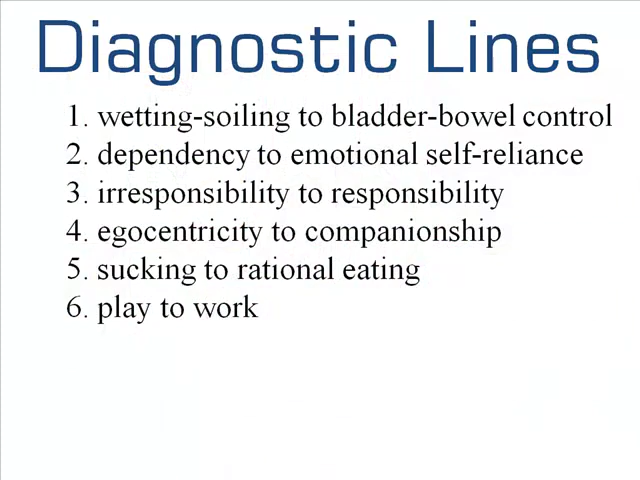 Diagnostic Lines
1. wetting-soiling to bladder-bowel control
2. dependency to emotional self-reliance
3. irresponsibility to responsibility
4. egocentricity to companionship
5. sucking to rational eating
6. play to work